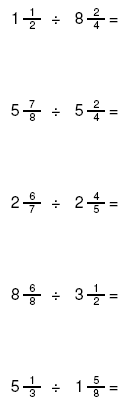 1 1/2 ÷ 8 2/4 =
5 7/8 ÷ 5 2/4 =
2 6/7 ÷ 2 4/5 =
8 6/8 ÷ 3 1/2 =
5 1/3 ÷ 1 5/8 =